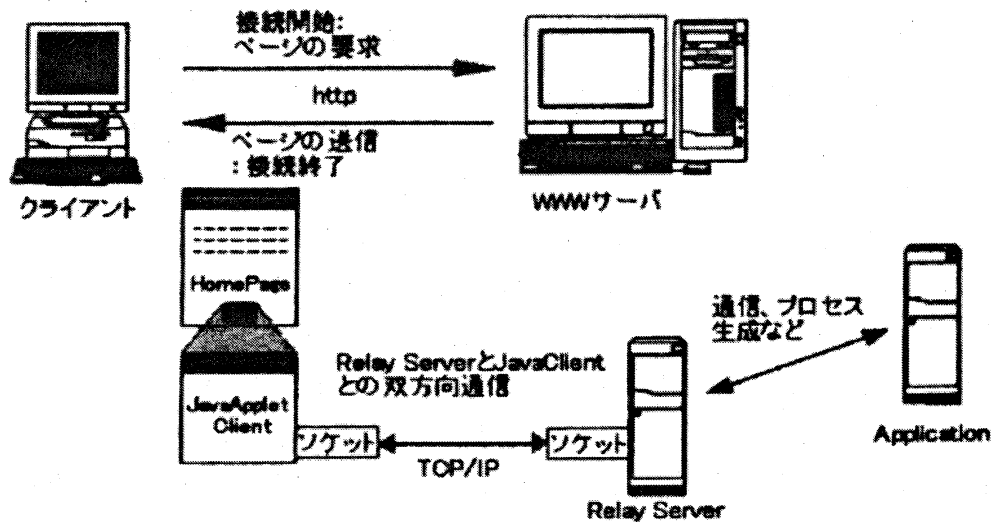 接続開始:
ページの要求
http
ページの送信
:接続終了
クライアント
WWWサーバ
HomePage
通信、プロセス
生成など
Relay ServerとJavaClient
との双方向通信
JavaApplet
Client
ソケット
ソケット
TCP/IP
Application
Relay Server